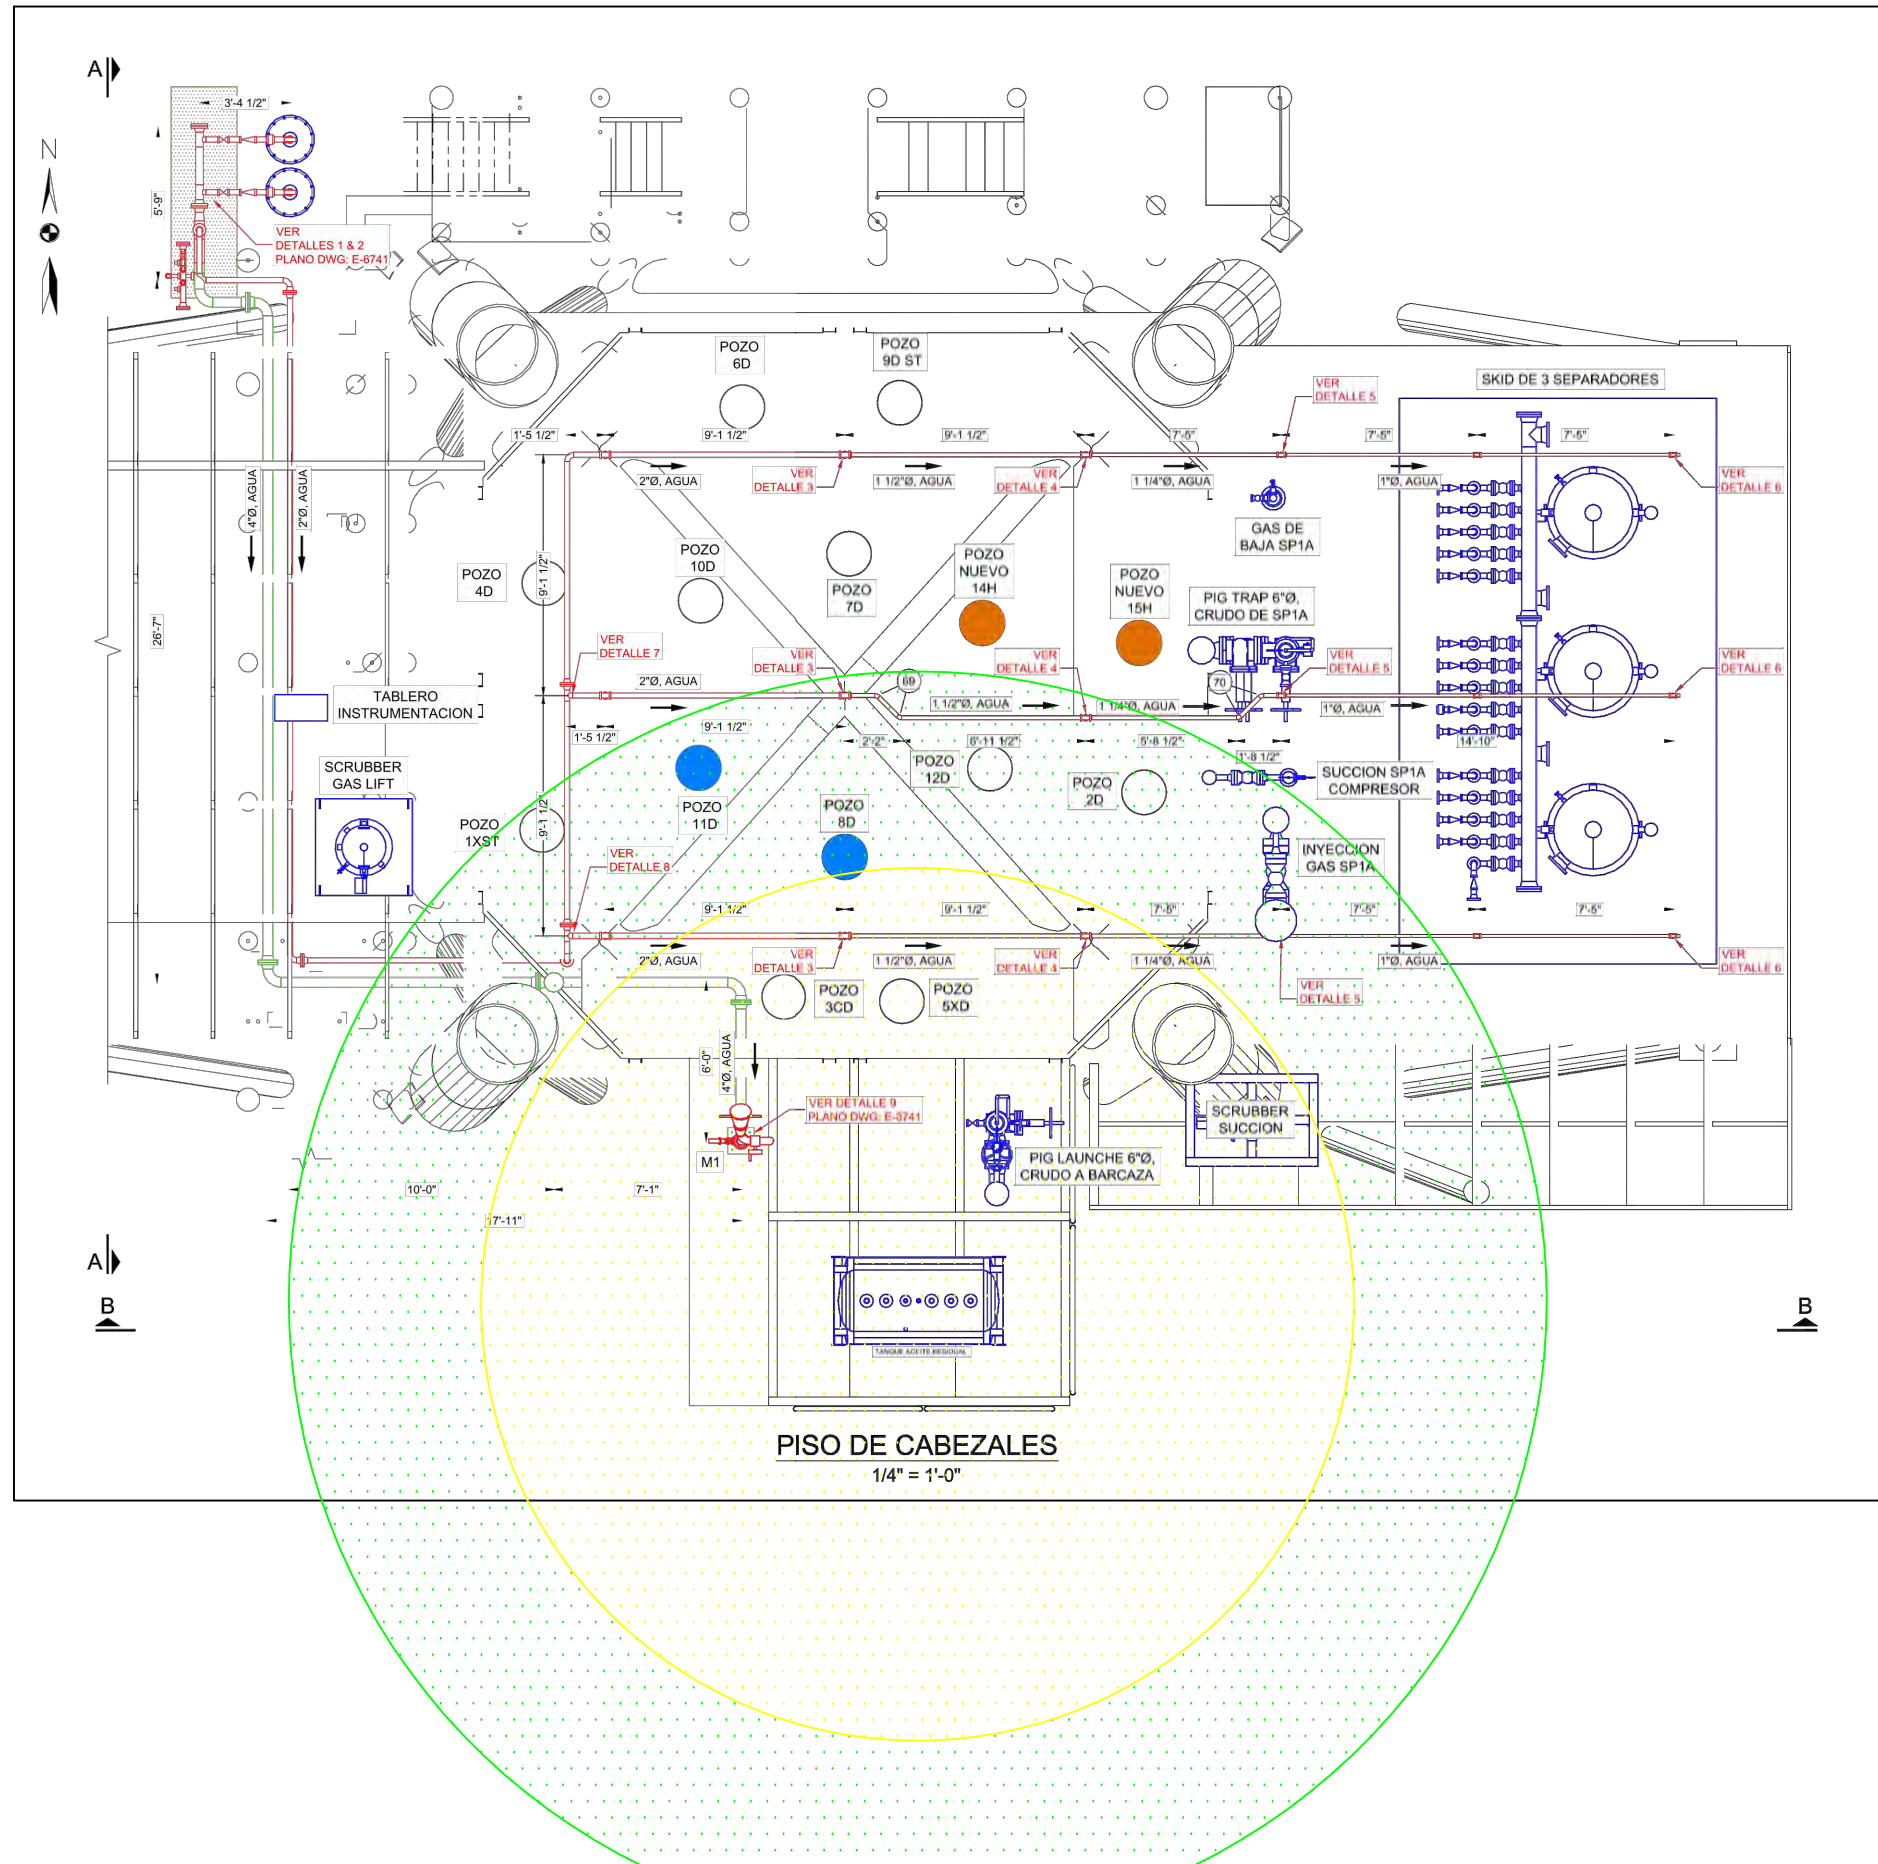 A
3'-4 1/2"
N
5'-9"
VER
DETALLES 1 & 2
PLANO DWG: E-6741
POZO
6D
POZO
9D ST
SKID DE 3 SEPARADORES
VER
DETALLE 5
1'-5 1/2"
9'-1 1/2"
9'-1 1/2"
7'-5"
7'-5"
7'-5"
4"Ø, AGUA
2"Ø, AGUA
2"Ø, AGUA
VER
DETALLE 3
1 1/2"Ø, AGUA
VER
DETALLE 4
1 1/4"Ø, AGUA
1"Ø, AGUA
VER
DETALLE 6
GAS DE
BAJA SP1A
POZO
4D
9'-1 1/2"
POZO
10D
POZO
7D
POZO
NUEVO
14H
POZO
NUEVO
15H
PIG TRAP 6"Ø,
CRUDO DE SP1A
26'-7"
VER
DETALLE 7
VER
DETALLE 3
VER
DETALLE 4
VER
DETALLE 5
VER
DETALLE 6
2"Ø, AGUA
69
70
1 1/2"Ø, AGUA
1 1/4"Ø, AGUA
1"Ø, AGUA
TABLERO
INSTRUMENTACION
1'-5 1/2"
9'-1 1/2"
2'-2"
6'-11 1/2"
5'-8 1/2"
1'-8 1/2"
14'-10"
SCRUBBER
GAS LIFT
POZO
12D
POZO
2D
SUCCION SP1A
COMPRESOR
POZO
1XST
9'-1 1/2"
POZO
11D
POZO
8D
INYECCION
GAS SP1A
VER
DETALLE 8
9'-1 1/2"
9'-1 1/2"
7'-5"
7'-5"
7'-5"
2"Ø, AGUA
VER
DETALLE 3
1 1/2"Ø, AGUA
VER
DETALLE 4
1 1/4"Ø, AGUA
1"Ø, AGUA
VER
DETALLE 6
VER
DETALLE 5
POZO
3CD
POZO
5XD
6'-0"
4"Ø, AGUA
VER DETALLE 9
PLANO DWG: E-3741
SCRUBBER
SUCCION
M1
PIG LAUNCHE 6"Ø,
CRUDO A BARCAZA
10'-0"
7'-1"
17'-11"
A
B
B
TANQUE ACEITE RESIDUAL
PISO DE CABEZALES
1/4" = 1'-0"